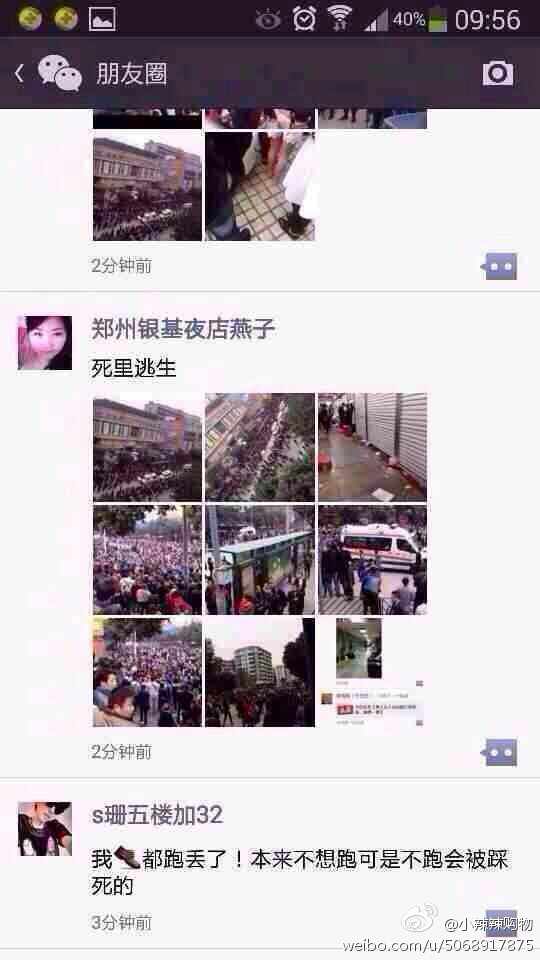 40%
09:56
朋友圈
2分钟前
郑州银基夜店燕子
死里逃生
2分钟前
s珊五楼加32
我都跑丢了！本来不想跑可是不跑会被踩
死的
3分钟前
@小辣辣购物
weibo.com/u/5068917875